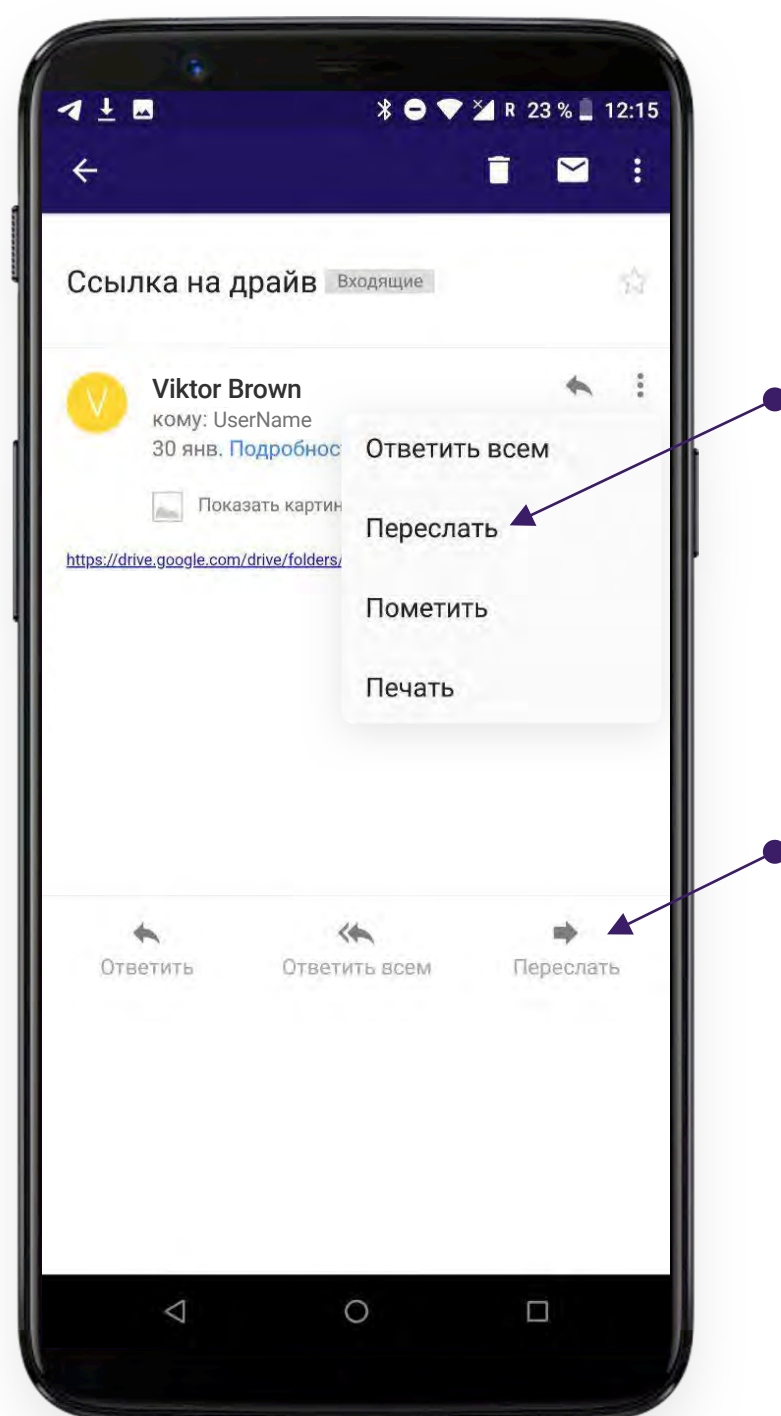 R 23 % 12:15
Ссылка на драйв Входящие
V
Viktor Brown
кому: UserName
30 янв. Подробнос
Показать картин
https://drive.google.com/drive/folders/
Ответить всем
Переслать
Пометить
Печать
Ответить Ответить всем Переслать